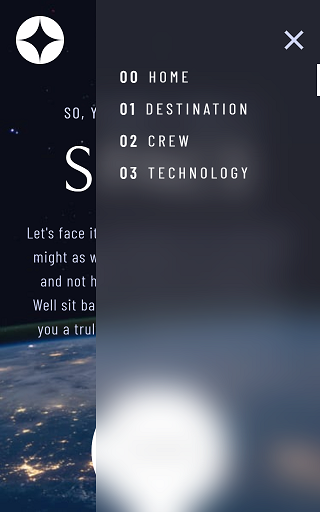 00 HOME
01 DESTINATION
02 CREW
03 TECHNOLOGY
SO, Y
S
Let's face it
might as w
and not h
Well sit ba
you a trul